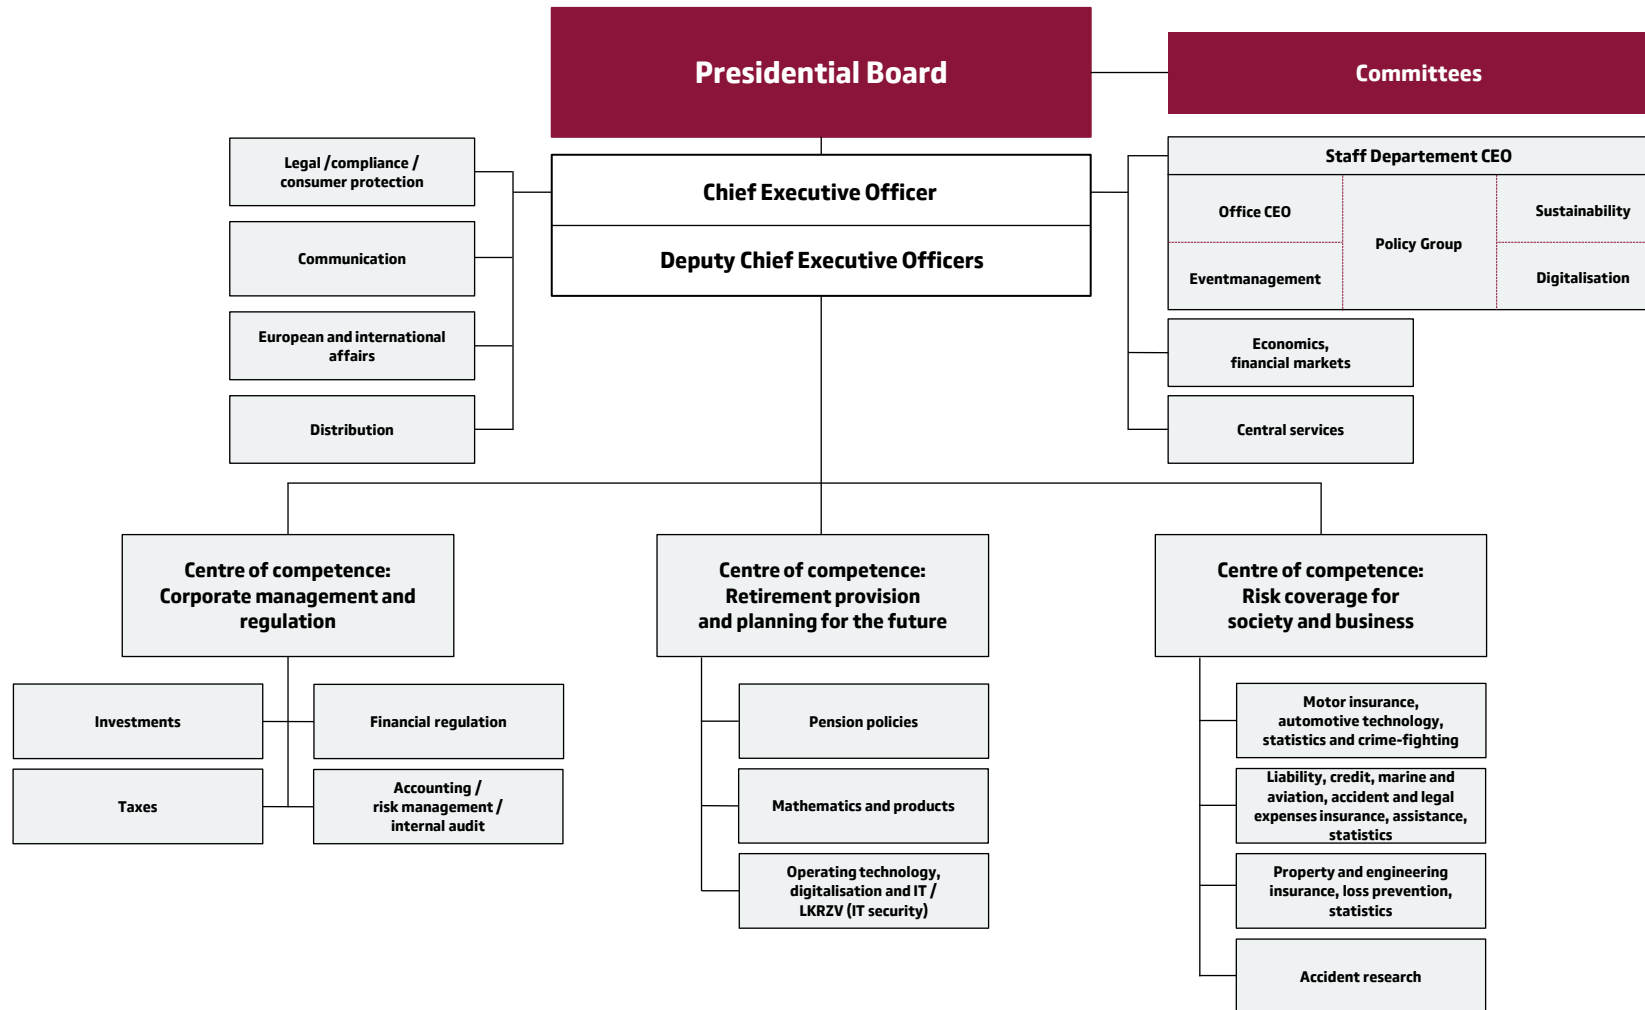 Presidential Board
Committees
Legal /compliance /
consumer protection
Communication
European and international
affairs
Distribution
Chief Executive Officer
Deputy Chief Executive Officers
Staff Departement CEO
Office CEO
Eventmanagement
Policy Group
Sustainability
Digitalisation
Economics,
financial markets
Central services
Centre of competence:
Corporate management and
regulation
Investments
Financial regulation
Taxes
Accounting /
risk management /
internal audit
Centre of competence:
Retirement provision
and planning for the future
Pension policies
Mathematics and products
Operating technology,
digitalisation and IT /
LKRZV (IT security)
Centre of competence:
Risk coverage for
society and business
Motor insurance,
automotive technology,
statistics and crime-fighting
Liability, credit, marine and
aviation, accident and legal
expenses insurance, assistance,
statistics
Property and engineering
insurance, loss prevention,
statistics
Accident research